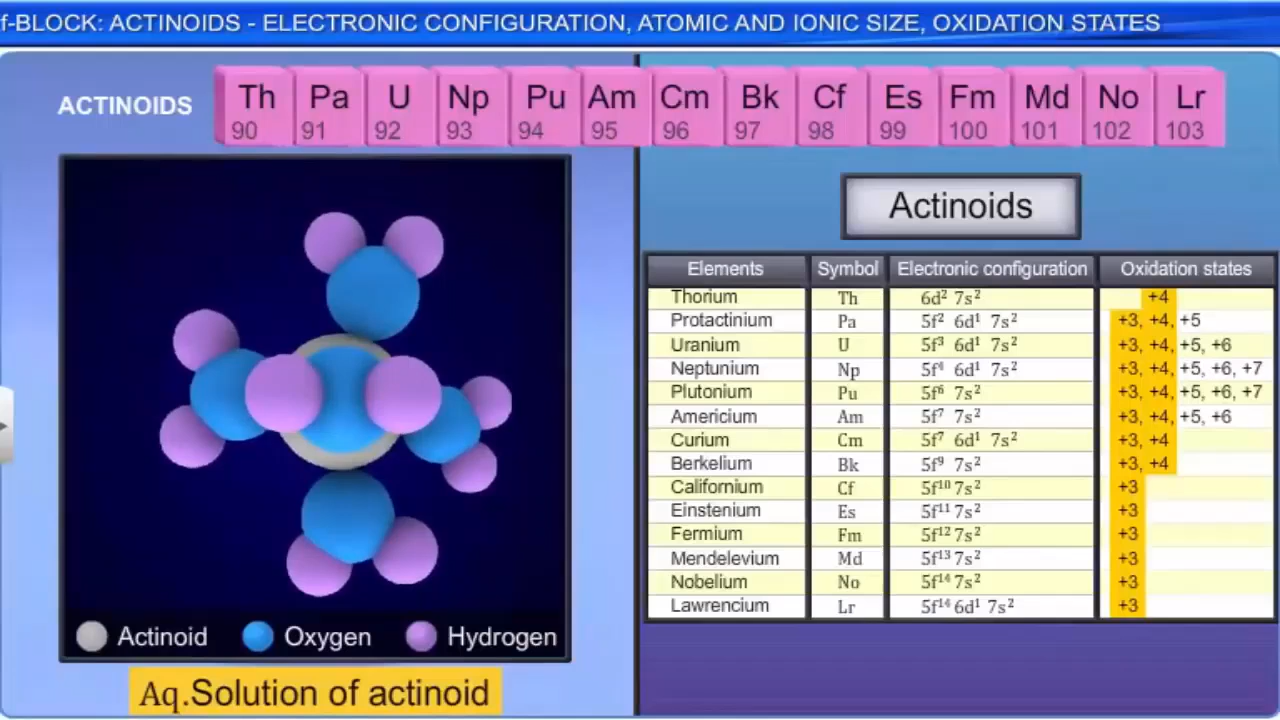 f-BLOCK: ACTINOIDS - ELECTRONIC CONFIGURATION, ATOMIC AND IONIC SIZE, OXIDATION STATES
ACTINOIDS Th Pa U Np Pu Am Cm Bk Cf Es Fm Md No Lr
90 91 92 93 94 95 96 97 98 99 100 101 102 103
Actinoids
Elements Symbol Electronic configuration Oxidation states
Thorium Th 6d² 7s² +4
Protactinium Pa 5f² 6d¹ 7s² +3, +4, +5
Uranium U 5f³ 6d¹ 7s² +3, +4, +5, +6
Neptunium Np 5f⁴ 6d¹ 7s² +3, +4, +5, +6, +7
Plutonium Pu 5f⁶ 7s² +3, +4, +5, +6, +7
Americium Am 5f⁷ 7s² +3, +4, +5, +6
Curium Cm 5f⁷ 6d¹ 7s² +3, +4
Berkelium Bk 5f⁹ 7s² +3, +4
Californium Cf 5f¹⁰ 7s² +3
Einstenium Es 5f¹¹ 7s² +3
Fermium Fm 5f¹² 7s² +3
Mendelevium Md 5f¹³ 7s² +3
Nobelium No 5f¹⁴ 7s² +3
Lawrencium Lr 5f¹⁴ 6d¹ 7s² +3
Actinoid Oxygen Hydrogen
Aq.Solution of actinoid